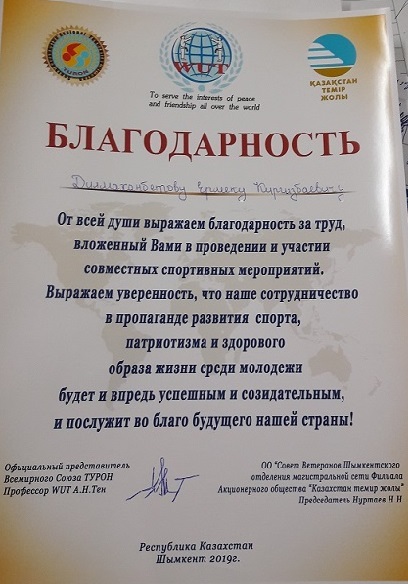 TURON
WUT
To serve the interests of peace
and friendship all over the world
ҚАЗАҚСТАН
ТЕМІР
ЖОЛЫ
БЛАГОДАРНОСТЬ
От всей души выражаем благодарность за труд,
вложенный Вами в проведении и участии
совместных спортивных мероприятий.
Выражаем уверенность, что наше сотрудничество
в пропаганде развития спорта,
патриотизма и здорового
образа жизни среди молодежи
будет и впредь успешным и созидательным,
и послужит во благо будущего нашей страны!
Официальный представитель
Всемирного Союза ТУРОН
Профессор WUT А.Н.Тен
ОО "Совет Ветеранов Шымкентского
отделения магистральной сети Филиала
Акционерного общества "Казахстан темир жолы"
Председатель Нуртаев Н Н
Республика Казахстан
Шымкент 2019г.